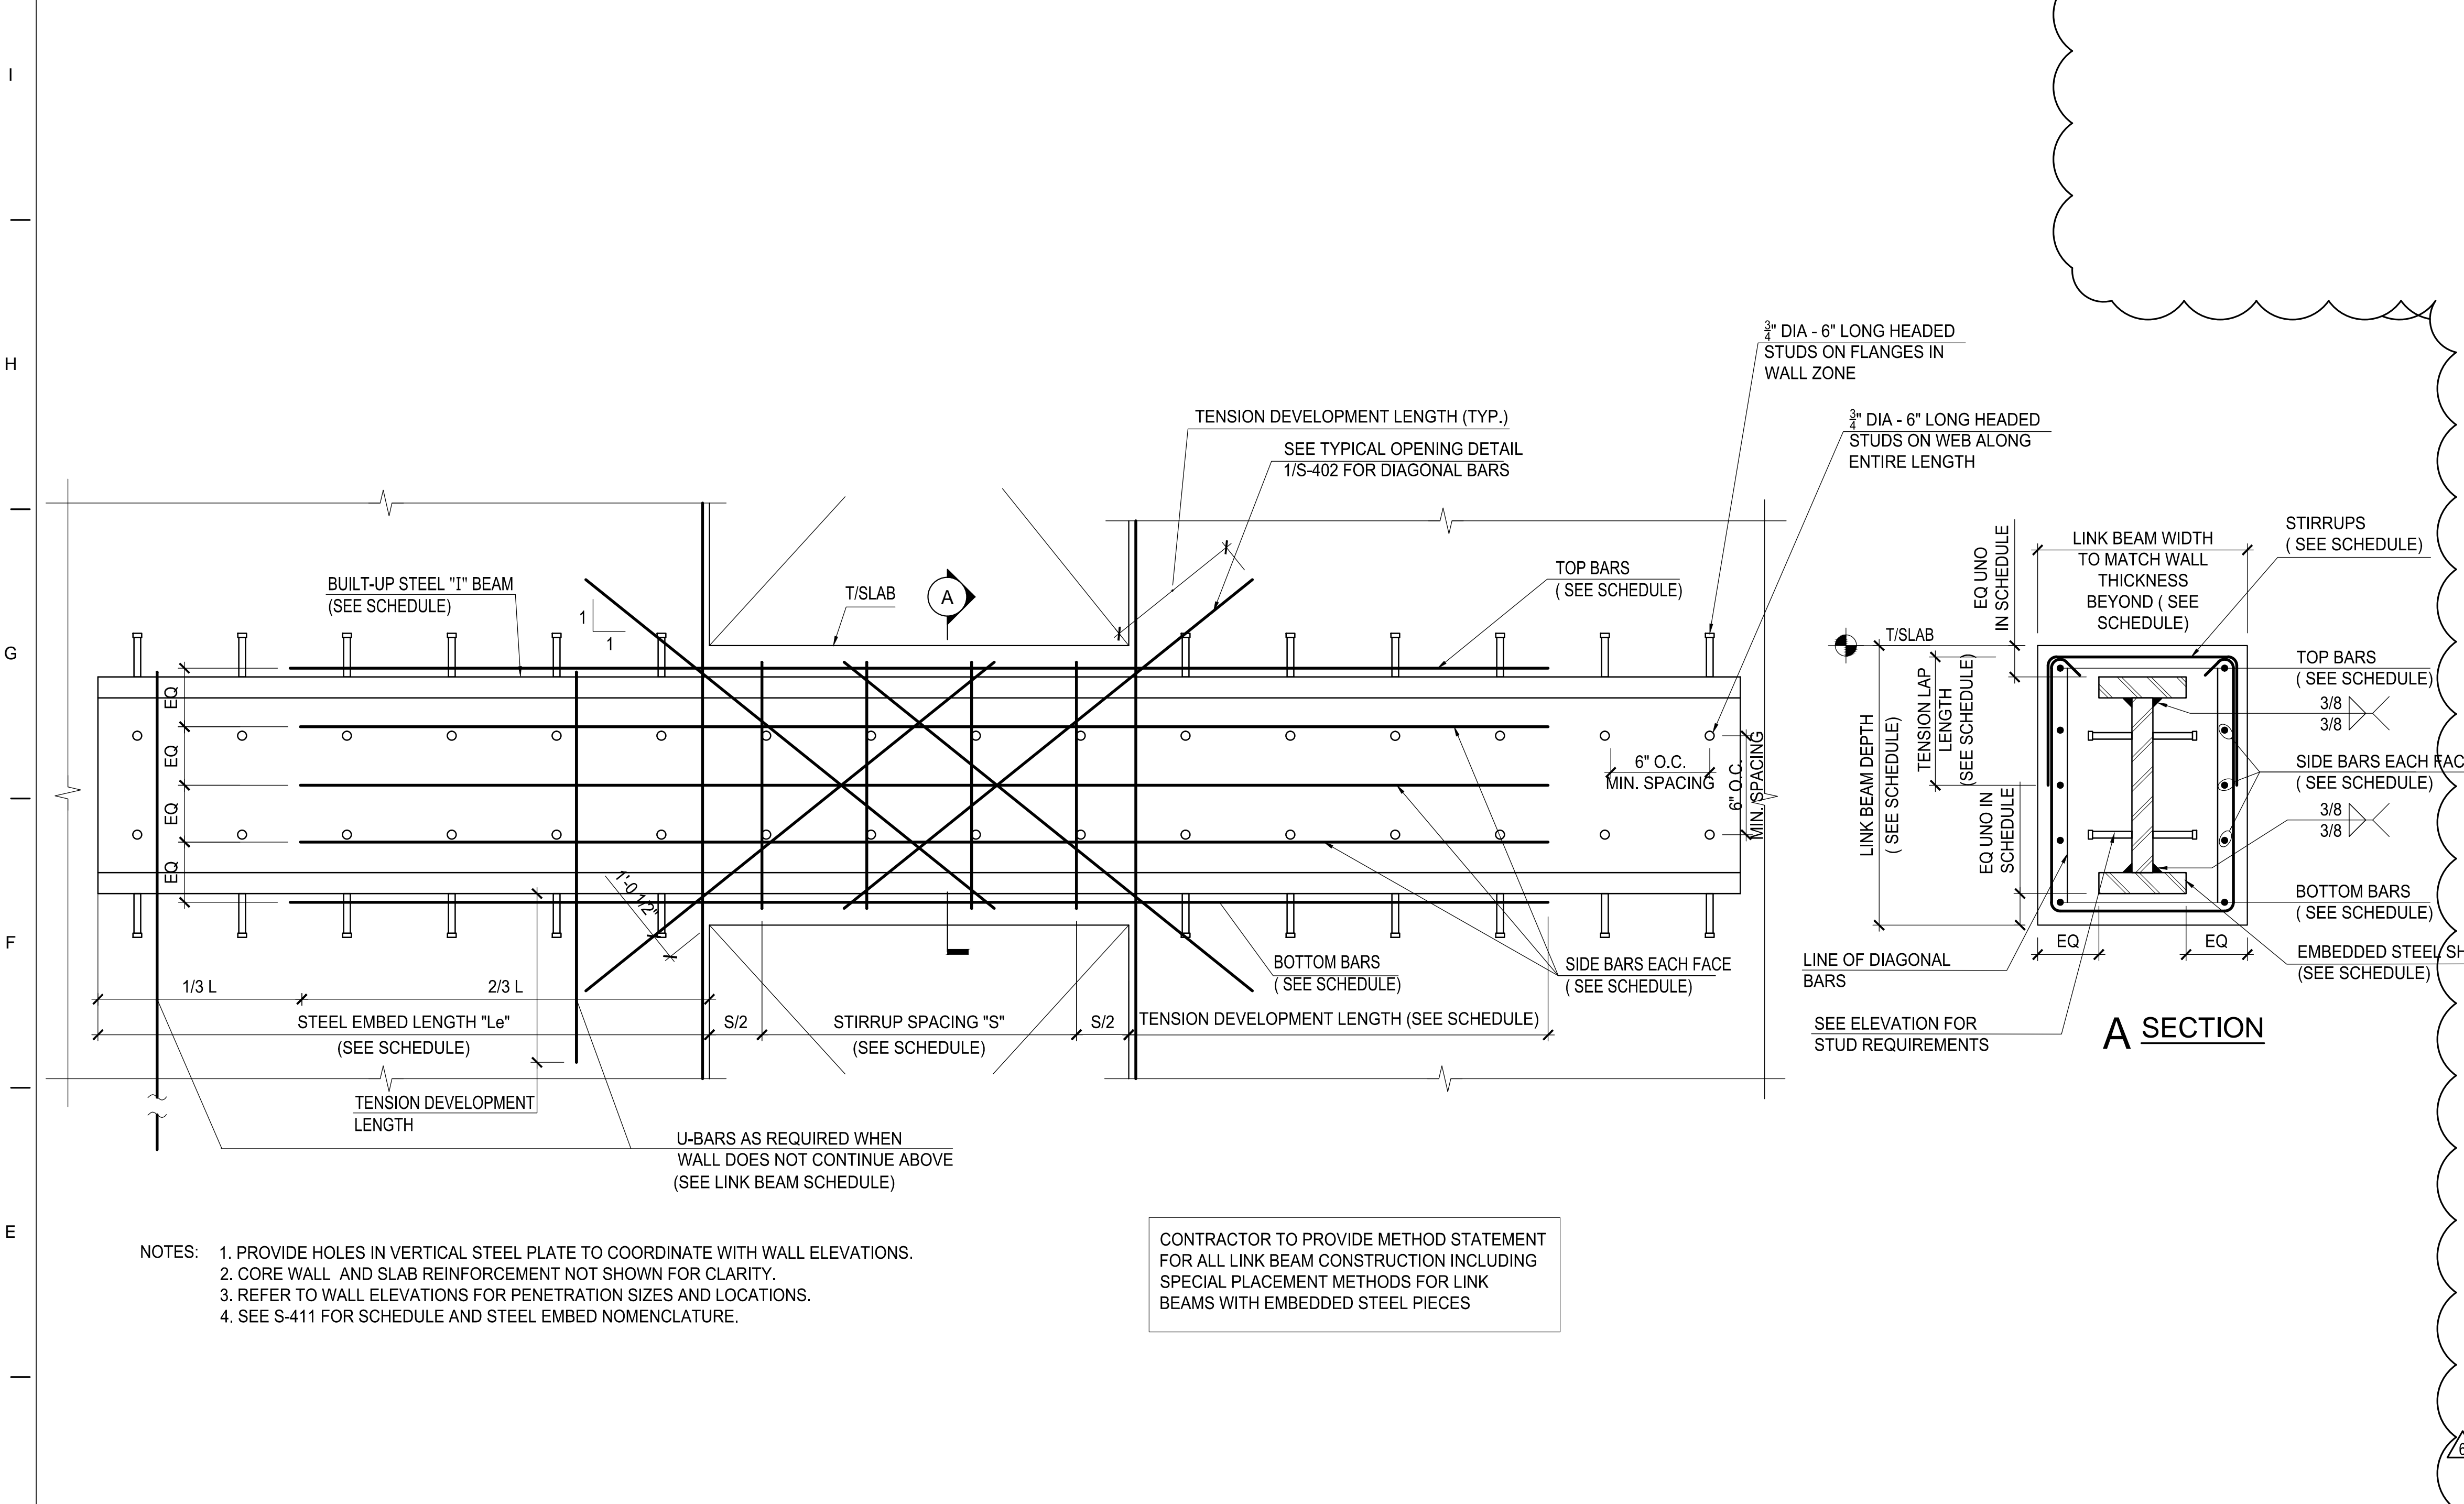 I
H
G
F
E
3/4" DIA - 6" LONG HEADED
STUDS ON FLANGES IN
WALL ZONE
3/4" DIA - 6" LONG HEADED
STUDS ON WEB ALONG
ENTIRE LENGTH
TENSION DEVELOPMENT LENGTH (TYP.)
SEE TYPICAL OPENING DETAIL
1/S-402 FOR DIAGONAL BARS
BUILT-UP STEEL "I" BEAM
(SEE SCHEDULE)
1
1
T/SLAB
A
TOP BARS
( SEE SCHEDULE)
EQ
EQ
EQ
EQ
6" O.C.
MIN. SPACING
6" O.C.
MIN. SPACING
1'-0 1/2"
1/3 L
2/3 L
STEEL EMBED LENGTH "Le"
(SEE SCHEDULE)
S/2
STIRRUP SPACING "S"
(SEE SCHEDULE)
S/2
TENSION DEVELOPMENT LENGTH (SEE SCHEDULE)
BOTTOM BARS
( SEE SCHEDULE)
SIDE BARS EACH FACE
( SEE SCHEDULE)
TENSION DEVELOPMENT
LENGTH
U-BARS AS REQUIRED WHEN
WALL DOES NOT CONTINUE ABOVE
(SEE LINK BEAM SCHEDULE)
EQ UNO
IN SCHEDULE
LINK BEAM WIDTH
TO MATCH WALL
THICKNESS
BEYOND ( SEE
SCHEDULE)
STIRRUPS
( SEE SCHEDULE)
T/SLAB
LINK BEAM DEPTH
( SEE SCHEDULE)
TENSION LAP
LENGTH
(SEE SCHEDULE)
EQ UNO IN
SCHEDULE
TOP BARS
( SEE SCHEDULE)
3/8
3/8
SIDE BARS EACH FAC
( SEE SCHEDULE)
3/8
3/8
BOTTOM BARS
( SEE SCHEDULE)
EQ
EQ
EMBEDDED STEEL SH
(SEE SCHEDULE)
LINE OF DIAGONAL
BARS
SEE ELEVATION FOR
STUD REQUIREMENTS
A SECTION
NOTES: 1. PROVIDE HOLES IN VERTICAL STEEL PLATE TO COORDINATE WITH WALL ELEVATIONS.
2. CORE WALL AND SLAB REINFORCEMENT NOT SHOWN FOR CLARITY.
3. REFER TO WALL ELEVATIONS FOR PENETRATION SIZES AND LOCATIONS.
4. SEE S-411 FOR SCHEDULE AND STEEL EMBED NOMENCLATURE.
CONTRACTOR TO PROVIDE METHOD STATEMENT
FOR ALL LINK BEAM CONSTRUCTION INCLUDING
SPECIAL PLACEMENT METHODS FOR LINK
BEAMS WITH EMBEDDED STEEL PIECES